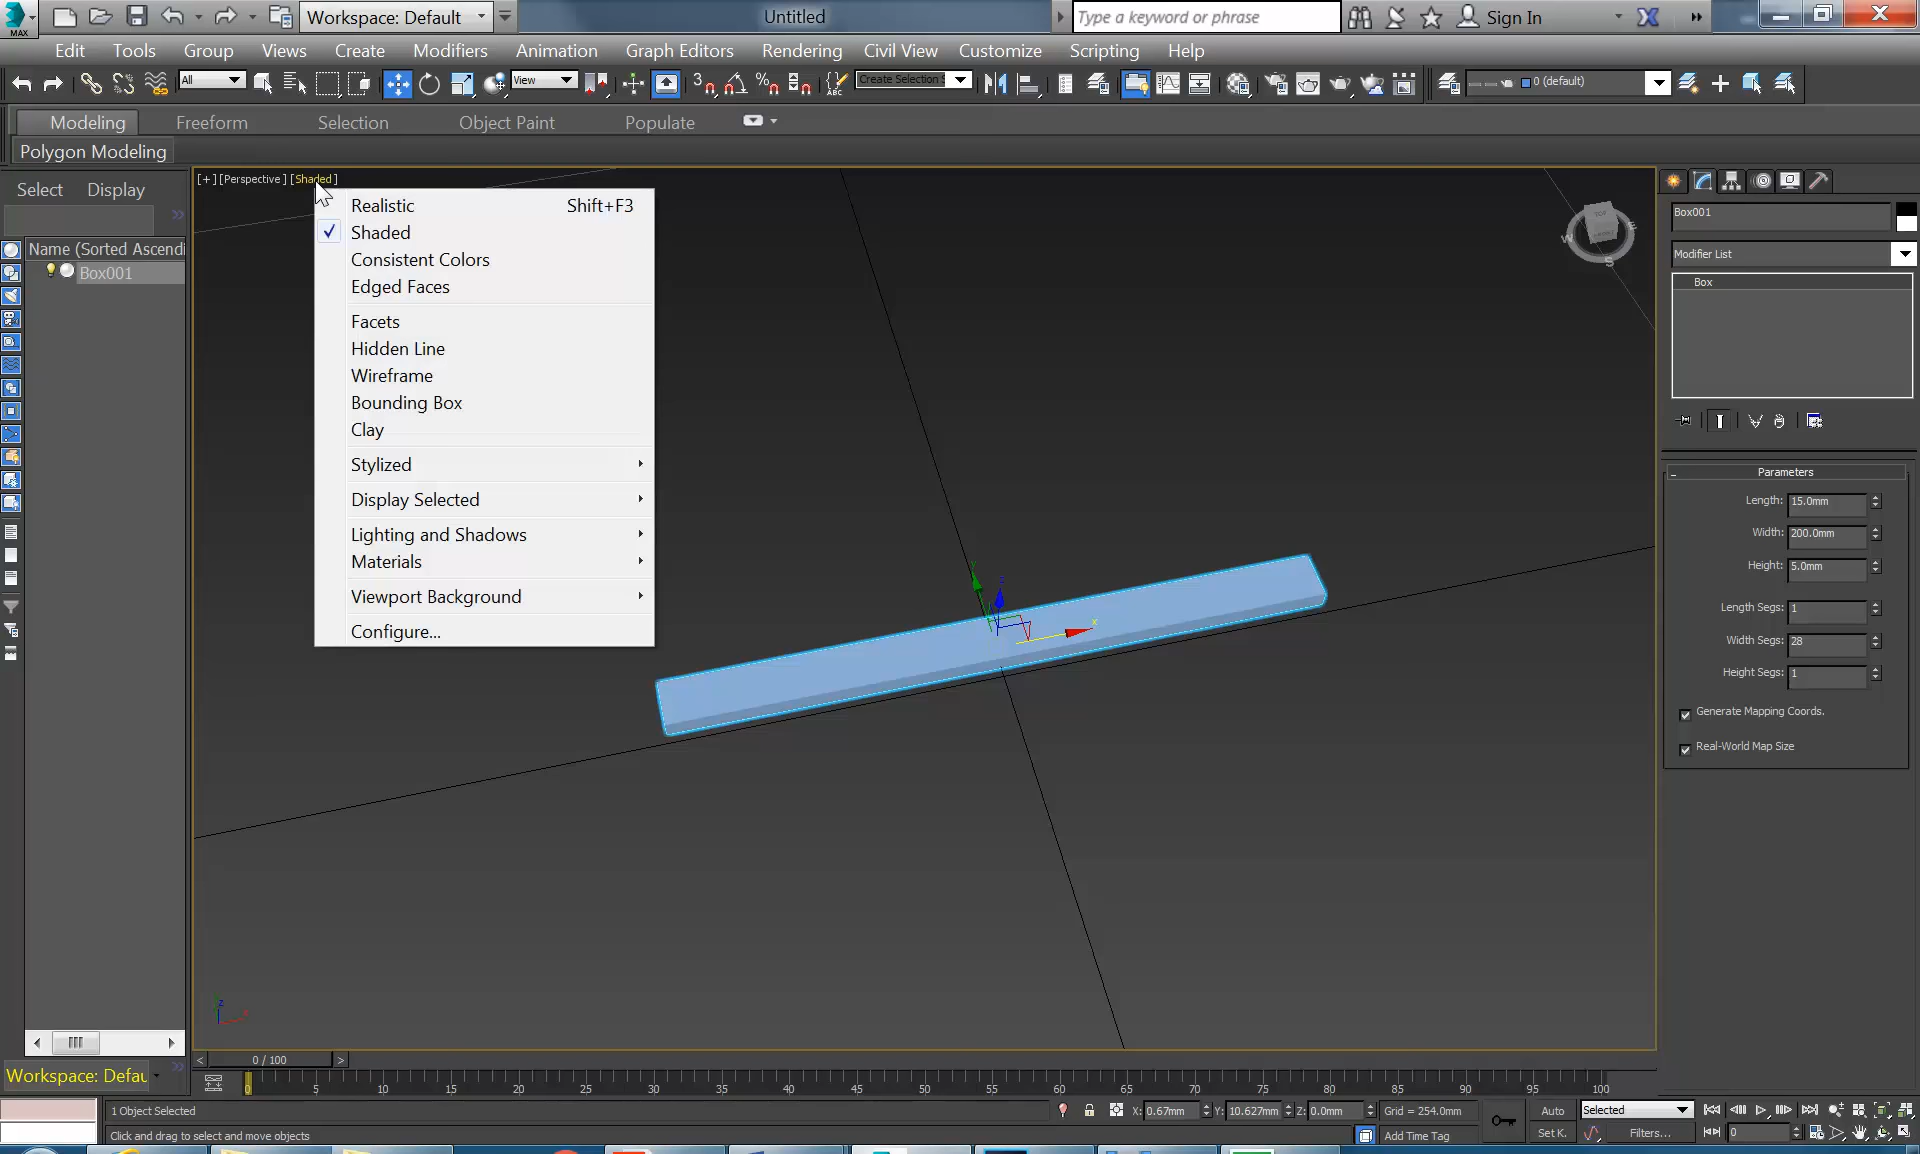 MAX
Workspace: Default
Untitled
Type a keyword or phrase
Sign In
Edit Tools Group Views Create Modifiers Animation Graph Editors Rendering Civil View Customize Scripting Help
All
View
3
ABC
Create Selection S
0 (default)
Modeling Freeform Selection Object Paint Populate
Polygon Modeling
Select Display
Name (Sorted Ascendi
Box001
[+][Perspective][Shaded]
Realistic Shift+F3
Shaded
Consistent Colors
Edged Faces
Facets
Hidden Line
Wireframe
Bounding Box
Clay
Stylized
Display Selected
Lighting and Shadows
Materials
Viewport Background
Configure...
TOP
W
E
S
z
x
Box001
Modifier List
Box
Parameters
Length: 15.0mm
Width: 200.0mm
Height: 5.0mm
Length Segs: 1
Width Segs: 28
Height Segs: 1
Generate Mapping Coords.
Real-World Map Size
Workspace: Defau
0 / 100
0 5 10 15 20 25 30 35 40 45 50 55 60 65 70 75 80 85 90 95 100
1 Object Selected
X: 0.67mm Y: 10.627mm Z: 0.0mm Grid = 254.0mm
Auto Selected
Click and drag to select and move objects
Add Time Tag
Set K. Filters... 0